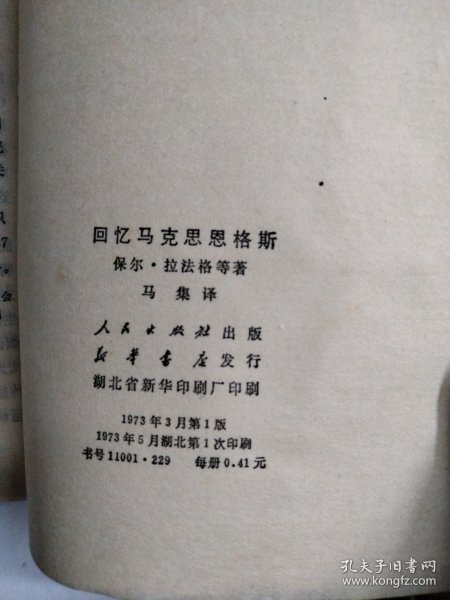 回忆马克思恩格斯
保尔·拉法格等著
马集译
人民出版社出版
新华书店发行
湖北省新华印刷厂印刷
1973年3月第1版
1973年5月湖北第1次印刷
书号11001·229 每册0.41元
孔夫子旧书网
www.kongfz.com